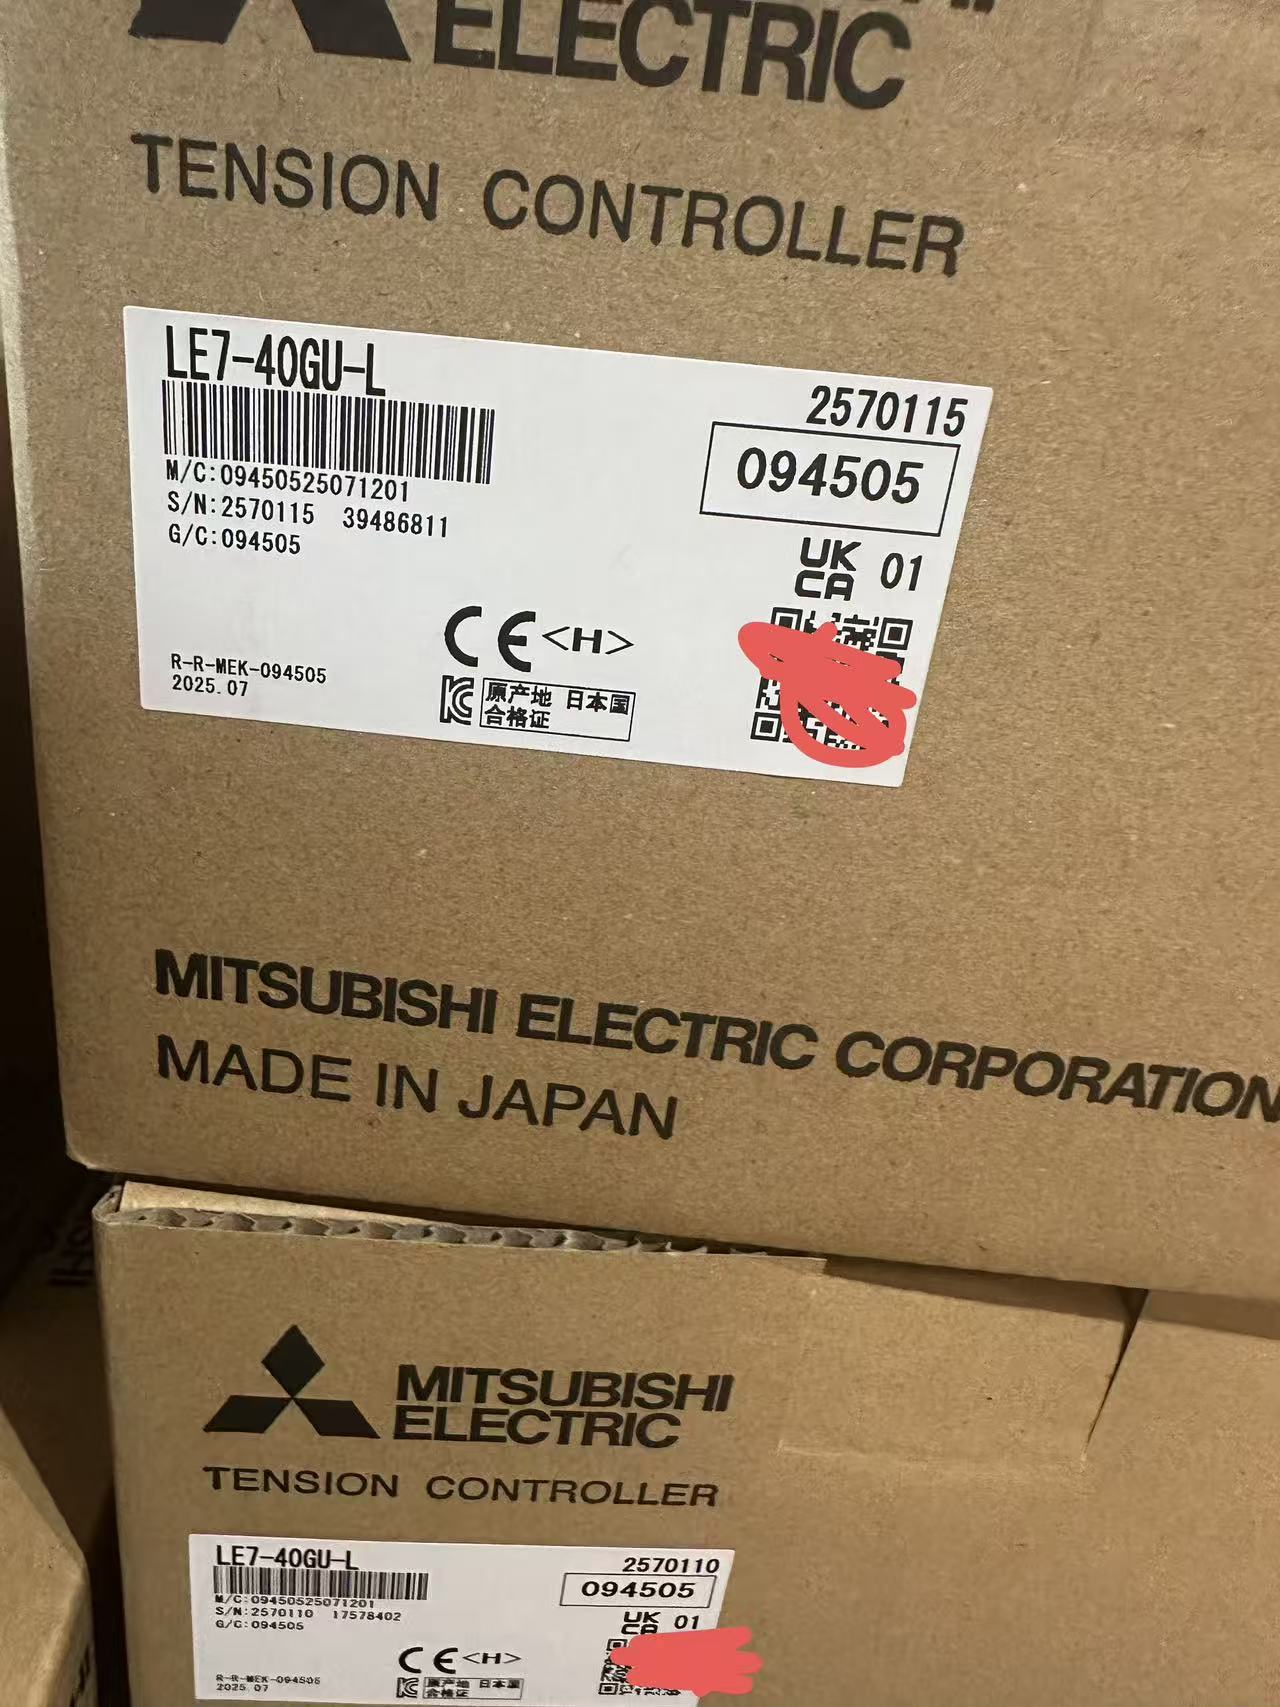 ELECTRIC
TENSION CONTROLLER
LE7-40GU-L
2570115
094505
M/C:09450525071201
S/N:2570115 39486811
G/C:094505
UK
CA 01
CE <H>
R-R-MEK-094505
2025.07
原产地 日本国
合格证
MITSUBISHI ELECTRIC CORPORATION
MADE IN JAPAN
MITSUBISHI
ELECTRIC
TENSION CONTROLLER
LE7-40GU-L
2570110
094505
M/C:09450525071201
S/N:2570110 17578402
G/C:094505
UK
CA 01
CE <H>
R-R-MEK-094505
2025.07
原产地 日本国
合格证